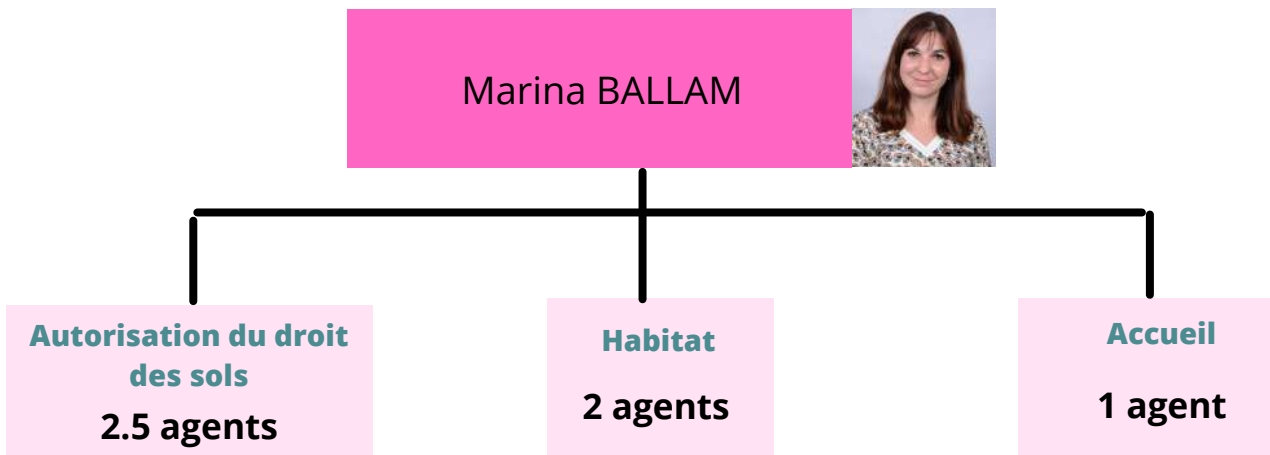 Marina BALLAM
Autorisation du droit
des sols
2.5 agents
Habitat
2 agents
Accueil
1 agent